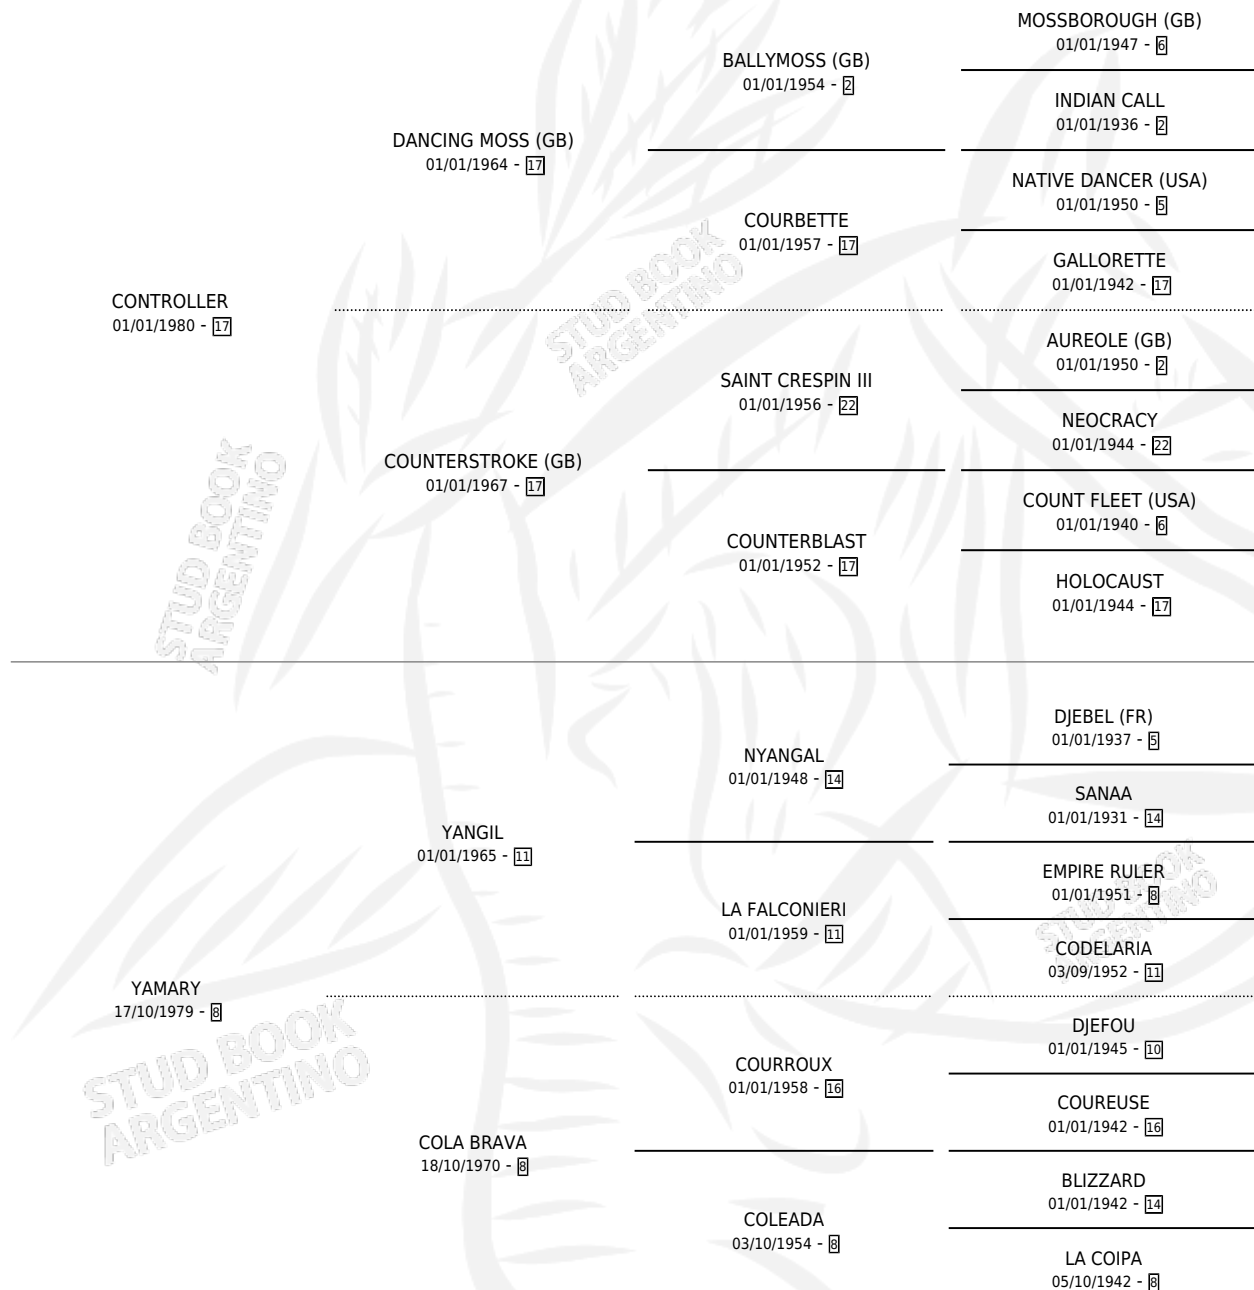 MOSSBOROUGH (GB)
01/01/1947 - 6
BALLYMOSS (GB)
01/01/1954 - 2
INDIAN CALL
01/01/1936 - 2
DANCING MOSS (GB)
01/01/1964 - 17
NATIVE DANCER (USA)
01/01/1950 - 5
COURBETTE
01/01/1957 - 17
GALLORETTE
01/01/1942 - 17
CONTROLLER
01/01/1980 - 17
AUREOLE (GB)
01/01/1950 - 2
SAINT CRESPIN III
01/01/1956 - 22
NEOCRACY
01/01/1944 - 22
COUNTERSTROKE (GB)
01/01/1967 - 17
COUNT FLEET (USA)
01/01/1940 - 6
COUNTERBLAST
01/01/1952 - 17
HOLOCAUST
01/01/1944 - 17
DJEBEL (FR)
01/01/1937 - 5
NYANGAL
01/01/1948 - 14
SANAA
01/01/1931 - 14
YANGIL
01/01/1965 - 11
EMPIRE RULER
01/01/1951 - 8
LA FALCONIERI
01/01/1959 - 11
CODELARIA
03/09/1952 - 11
YAMARY
17/10/1979 - 8
DJEFOU
01/01/1945 - 10
COURROUX
01/01/1958 - 16
COUREUSE
01/01/1942 - 16
COLA BRAVA
18/10/1970 - 8
BLIZZARD
01/01/1942 - 14
COLEADA
03/10/1954 - 8
LA COIPA
05/10/1942 - 8
STUD BOOK
ARGENTINO
STUD BOOK
ARGENTINO
STUD BOOK
ARGENTINO
STUD BOOK
ARGENTINO